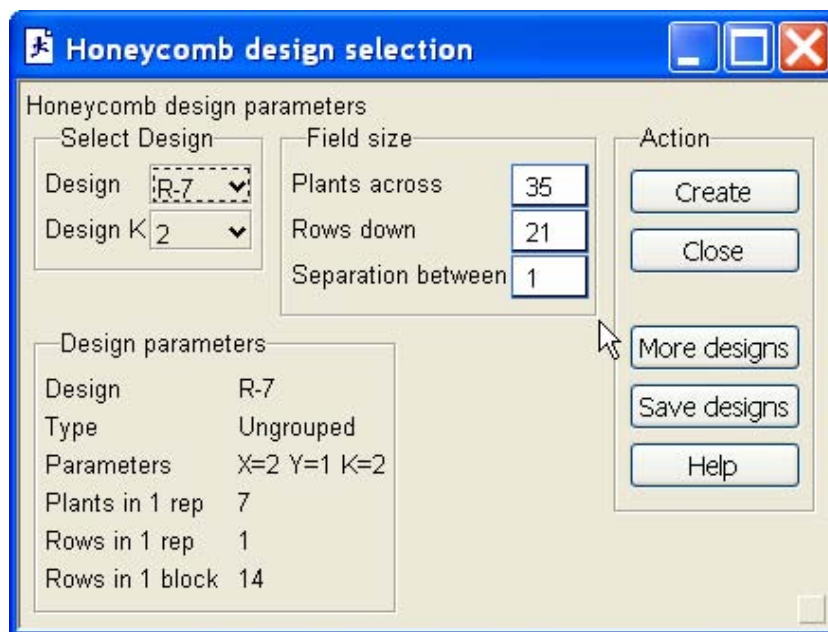 Honeycomb design selection
Honeycomb design parameters
Select Design
Design R-7
Design K 2
Field size
Plants across 35
Rows down 21
Separation between 1
Action
Create
Close
More designs
Save designs
Help
Design parameters
Design R-7
Type Ungrouped
Parameters X=2 Y=1 K=2
Plants in 1 rep 7
Rows in 1 rep 1
Rows in 1 block 14